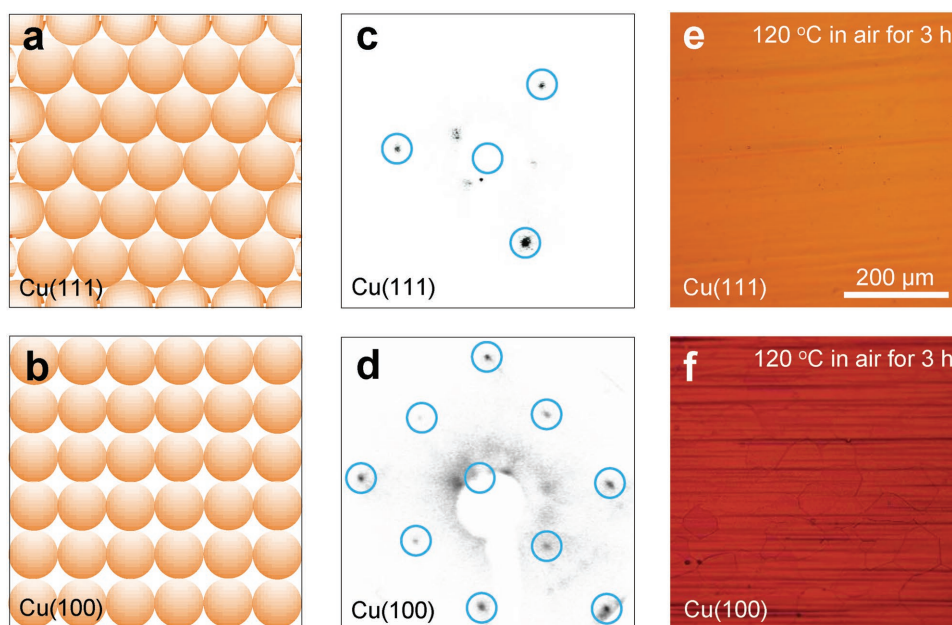 a
Cu(111)
c
Cu(111)
e
120 °C in air for 3 h
200 µm
Cu(111)
b
Cu(100)
d
Cu(100)
f
120 °C in air for 3 h
Cu(100)